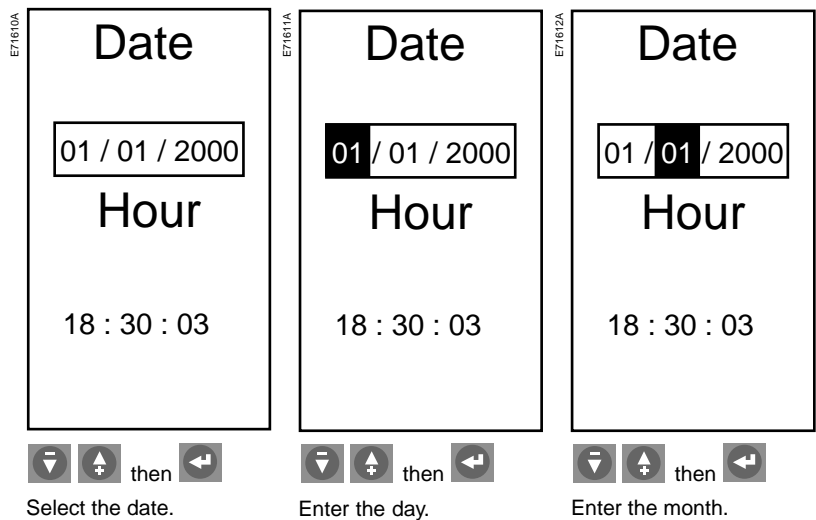 E71610A
Date
01 / 01 / 2000
Hour
18 : 30 : 03
then
Select the date.
E71611A
Date
01 / 01 / 2000
Hour
18 : 30 : 03
then
Enter the day.
E71612A
Date
01 / 01 / 2000
Hour
18 : 30 : 03
then
Enter the month.